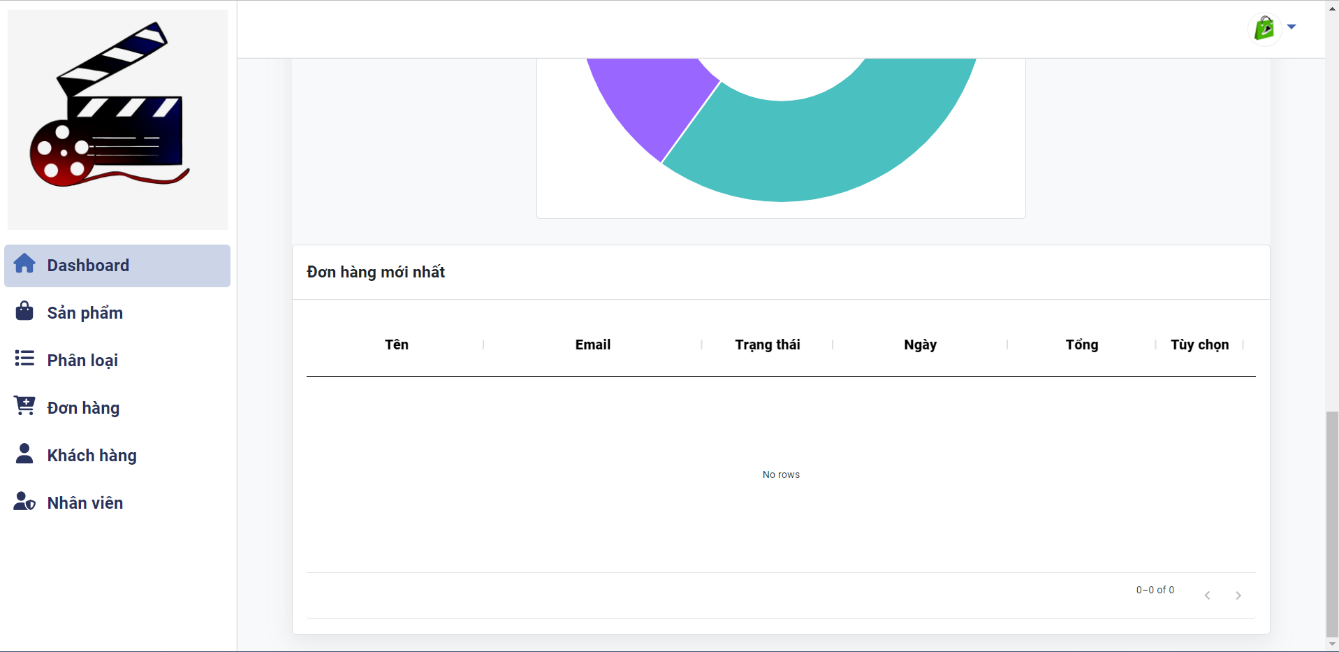 Dashboard
Sản phẩm
Phân loại
Đơn hàng
Khách hàng
Nhân viên
Đơn hàng mới nhất
Tên Email Trạng thái Ngày Tổng Tùy chọn
No rows
0–0 of 0